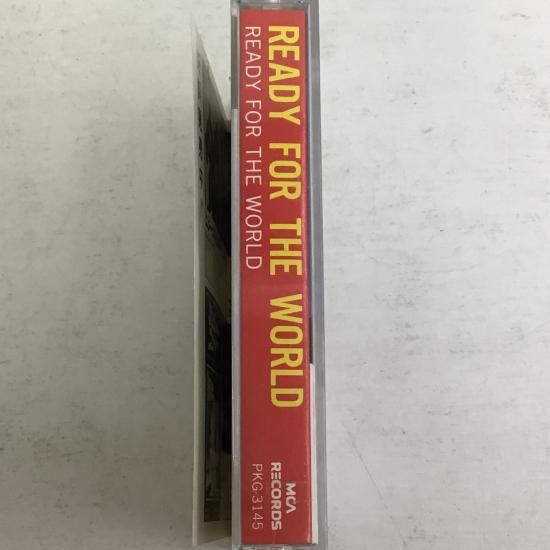 READY FOR THE WORLD
READY FOR THE WORLD
MCA
RECORDS
PKG-3145